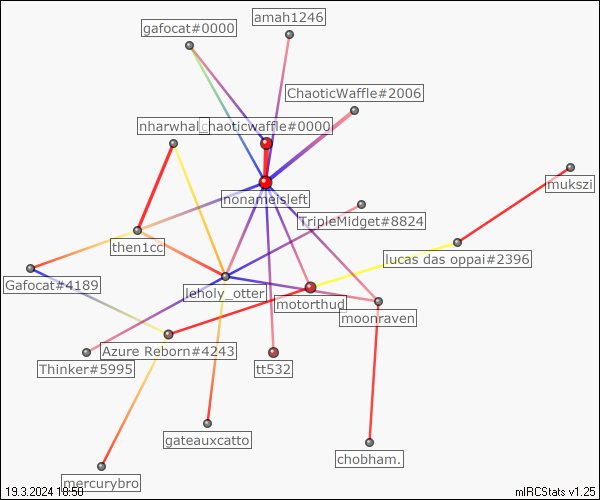 amah1246
gafocat#0000
ChaoticWaffle#2006
nharwhal
chaoticwaffle#0000
mukszi
nonameisleft
TripleMidget#8824
then1cc
lucas das oppai#2396
Gafocat#4189
leholy_otter
motorthud
moonraven
Azure Reborn#4243
Thinker#5995
tt532
gateauxcatto
chobham.
mercurybro
19.3.2024 10:50
mIRCStats v1.25